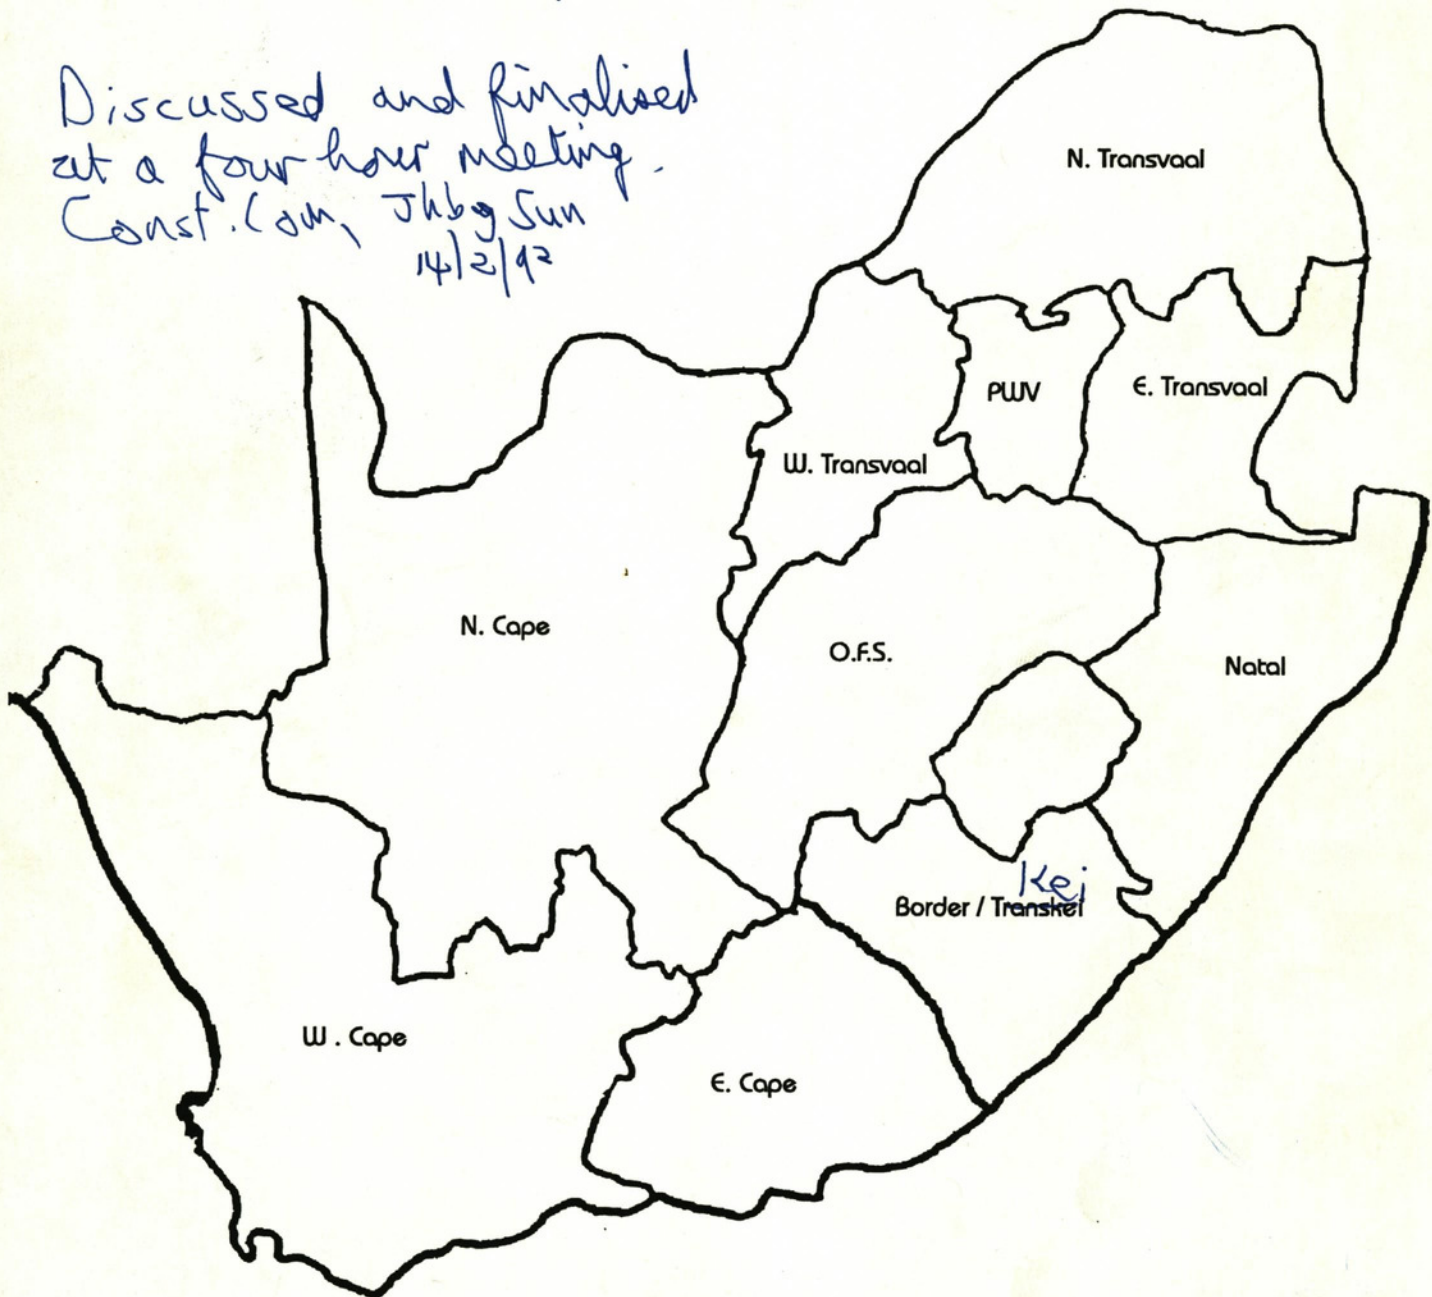 Discussed and finalised
at a four hour meeting.
Const. Com, Jhbg Sun
14/2/92
N. Transvaal
PWV
E. Transvaal
W. Transvaal
N. Cape
O.F.S.
Natal
Kei
Border / Transkei
W. Cape
E. Cape